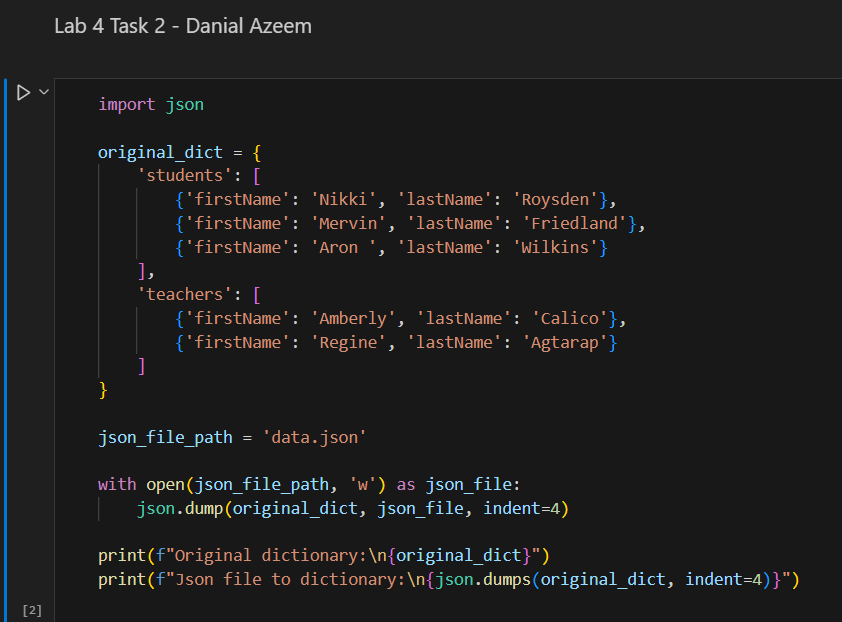 Lab 4 Task 2 - Danial Azeem
import json
original_dict = {
    'students': [
        {'firstName': 'Nikki', 'lastName': 'Roysden'},
        {'firstName': 'Mervin', 'lastName': 'Friedland'},
        {'firstName': 'Aron ', 'lastName': 'Wilkins'}
    ],
    'teachers': [
        {'firstName': 'Amberly', 'lastName': 'Calico'},
        {'firstName': 'Regine', 'lastName': 'Agtarap'}
    ]
}
json_file_path = 'data.json'
with open(json_file_path, 'w') as json_file:
    json.dump(original_dict, json_file, indent=4)
print(f"Original dictionary:\n{original_dict}")
print(f"Json file to dictionary:\n{json.dumps(original_dict, indent=4)}")
[2]